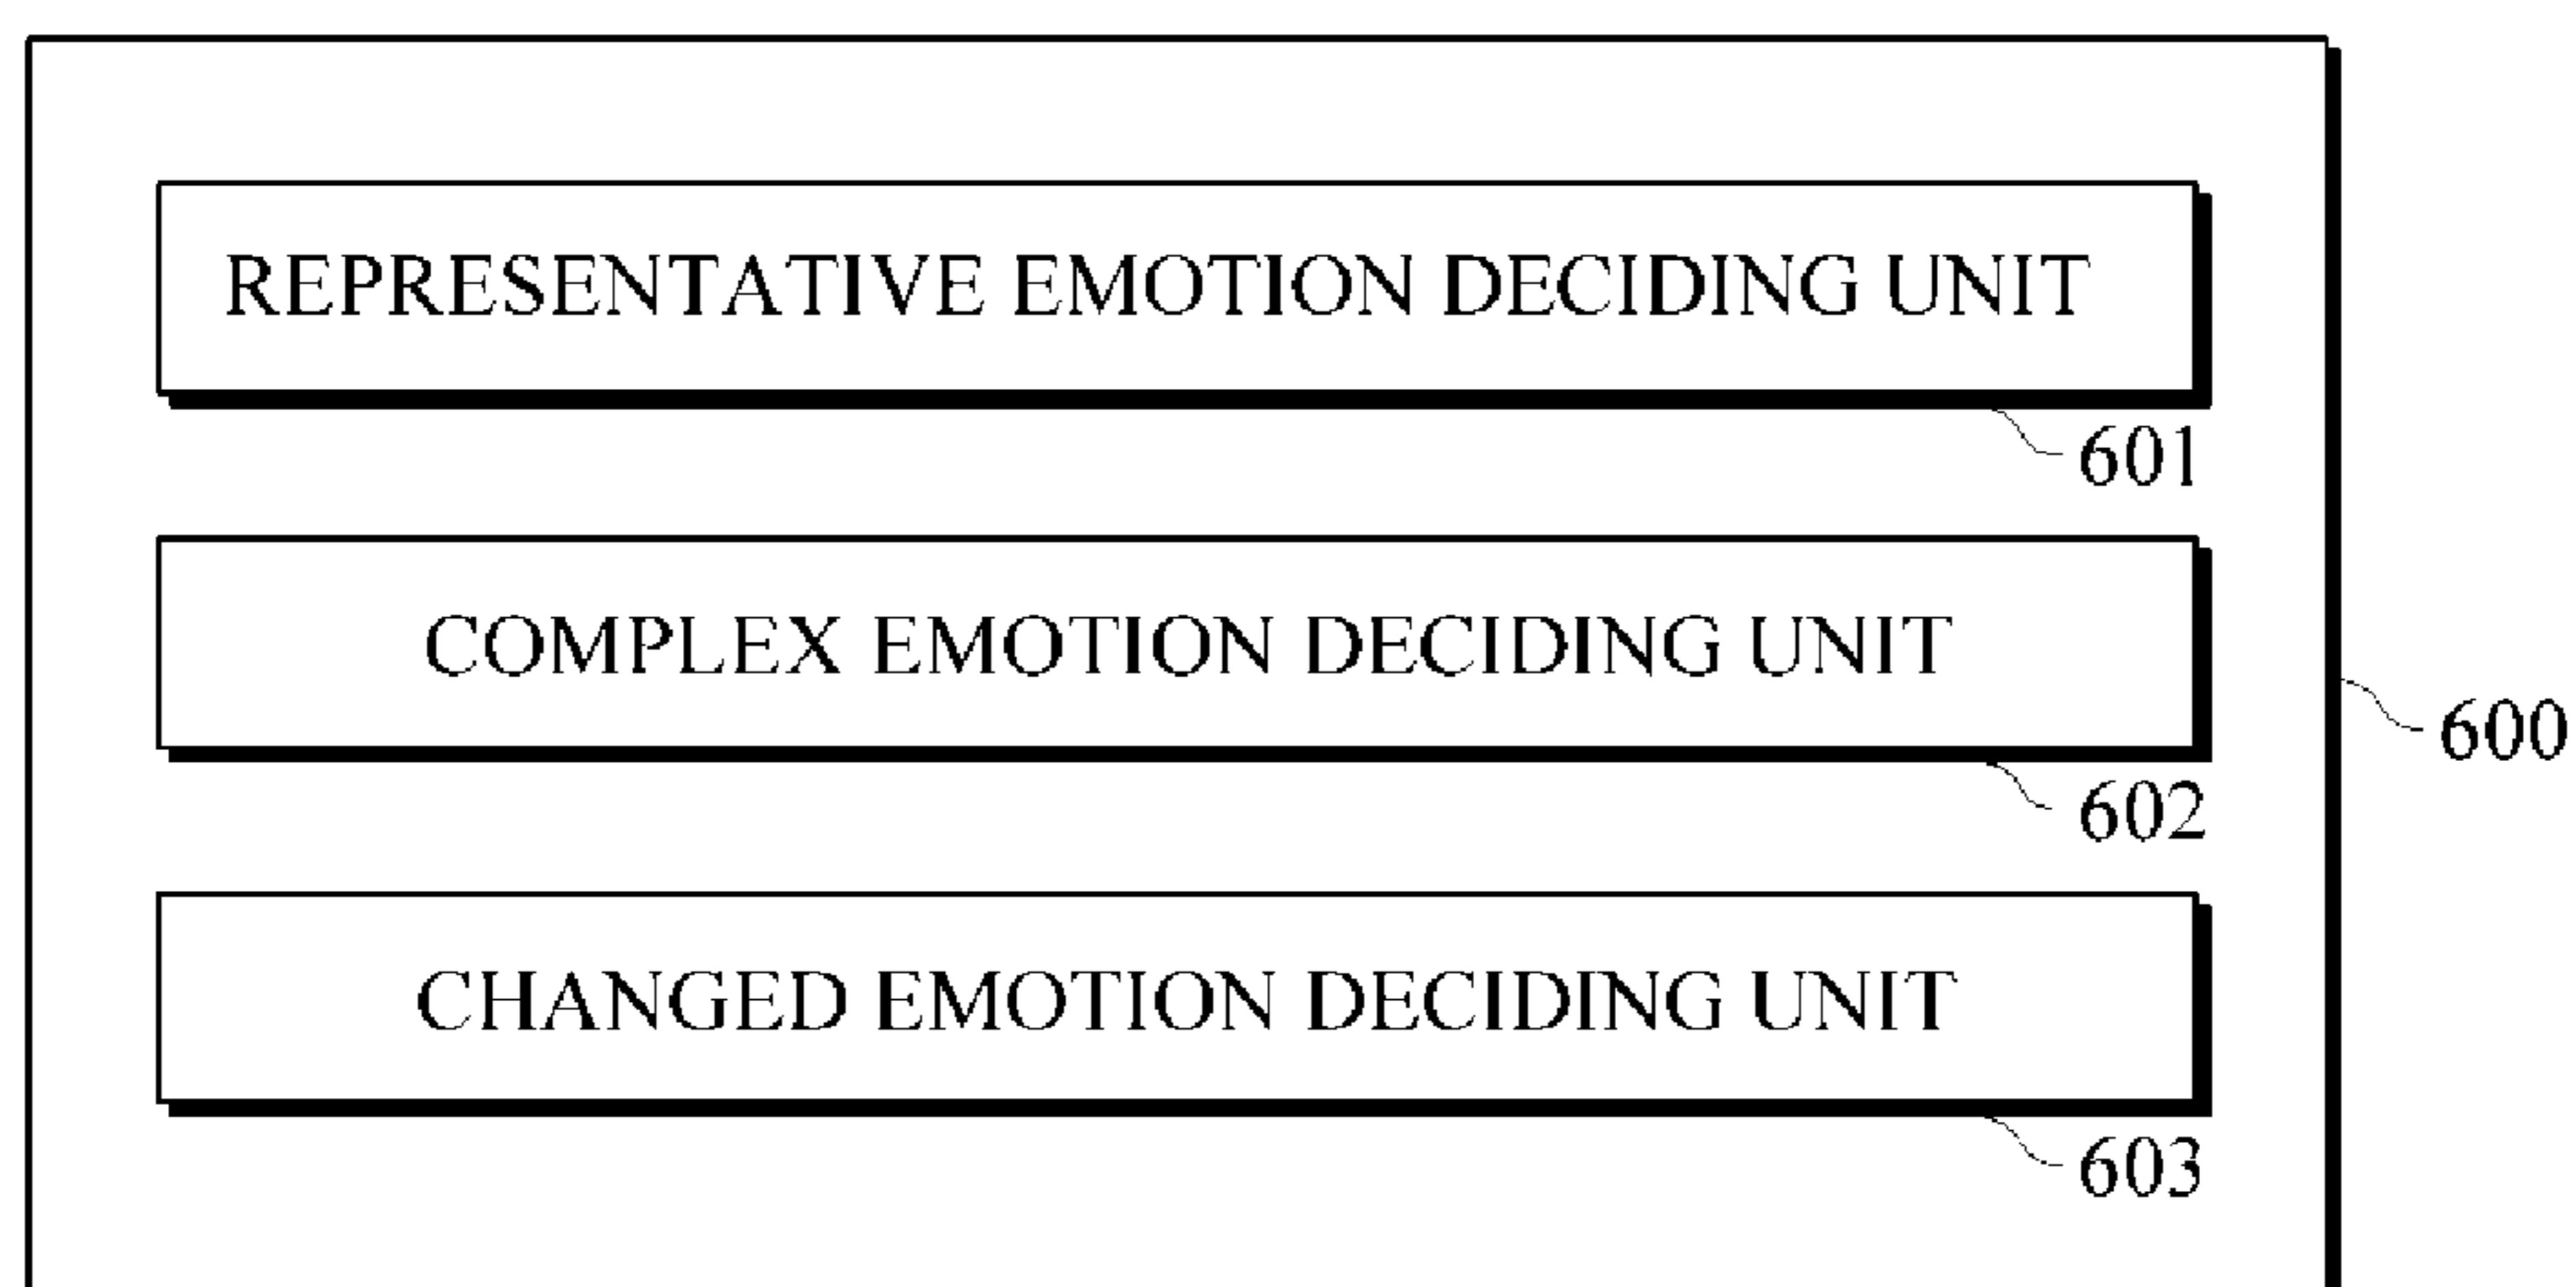 REPRESENTATIVE EMOTION DECIDING UNIT
601
COMPLEX EMOTION DECIDING UNIT
600
602
CHANGED EMOTION DECIDING UNIT
603